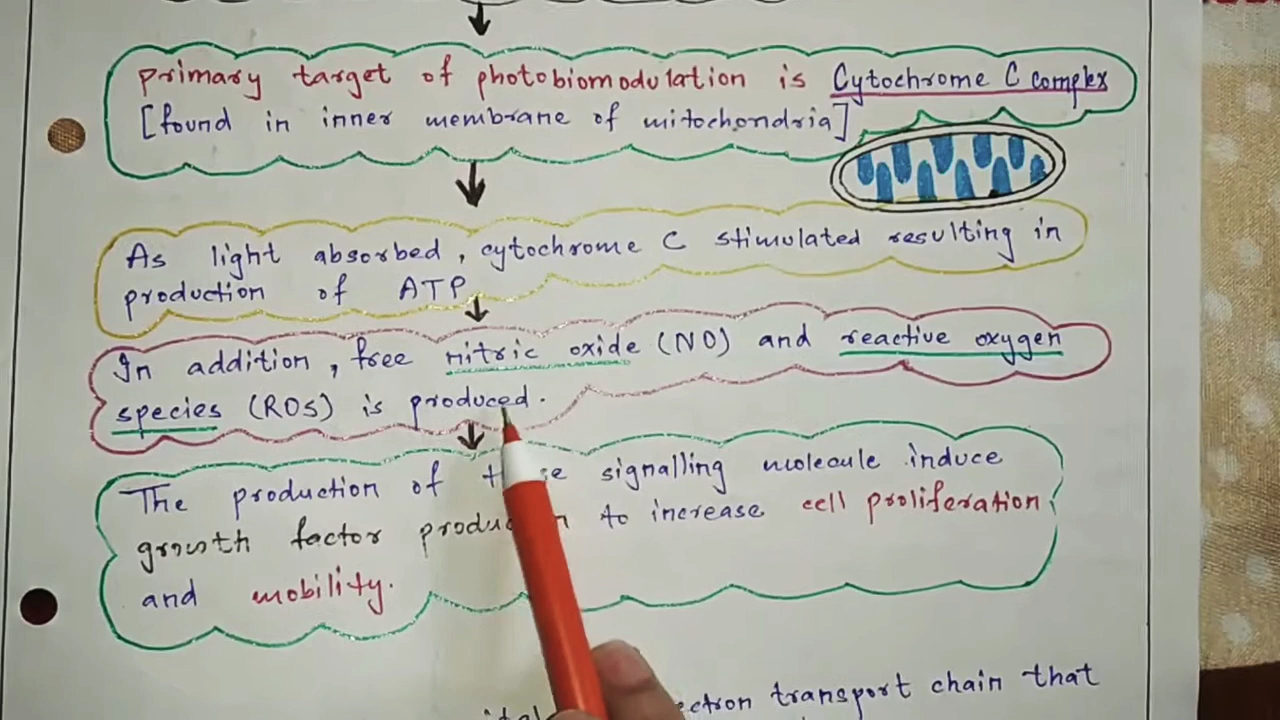 primary target of photobiomodulation is Cytochrome C complex
[found in inner membrane of mitochondria]
As light absorbed, cytochrome C stimulated resulting in
production of ATP
In addition, free nitric oxide (NO) and reactive oxygen
species (ROS) is produced.
The production of these signalling molecule induce
growth factor production to increase cell proliferation
and mobility.
transport chain that